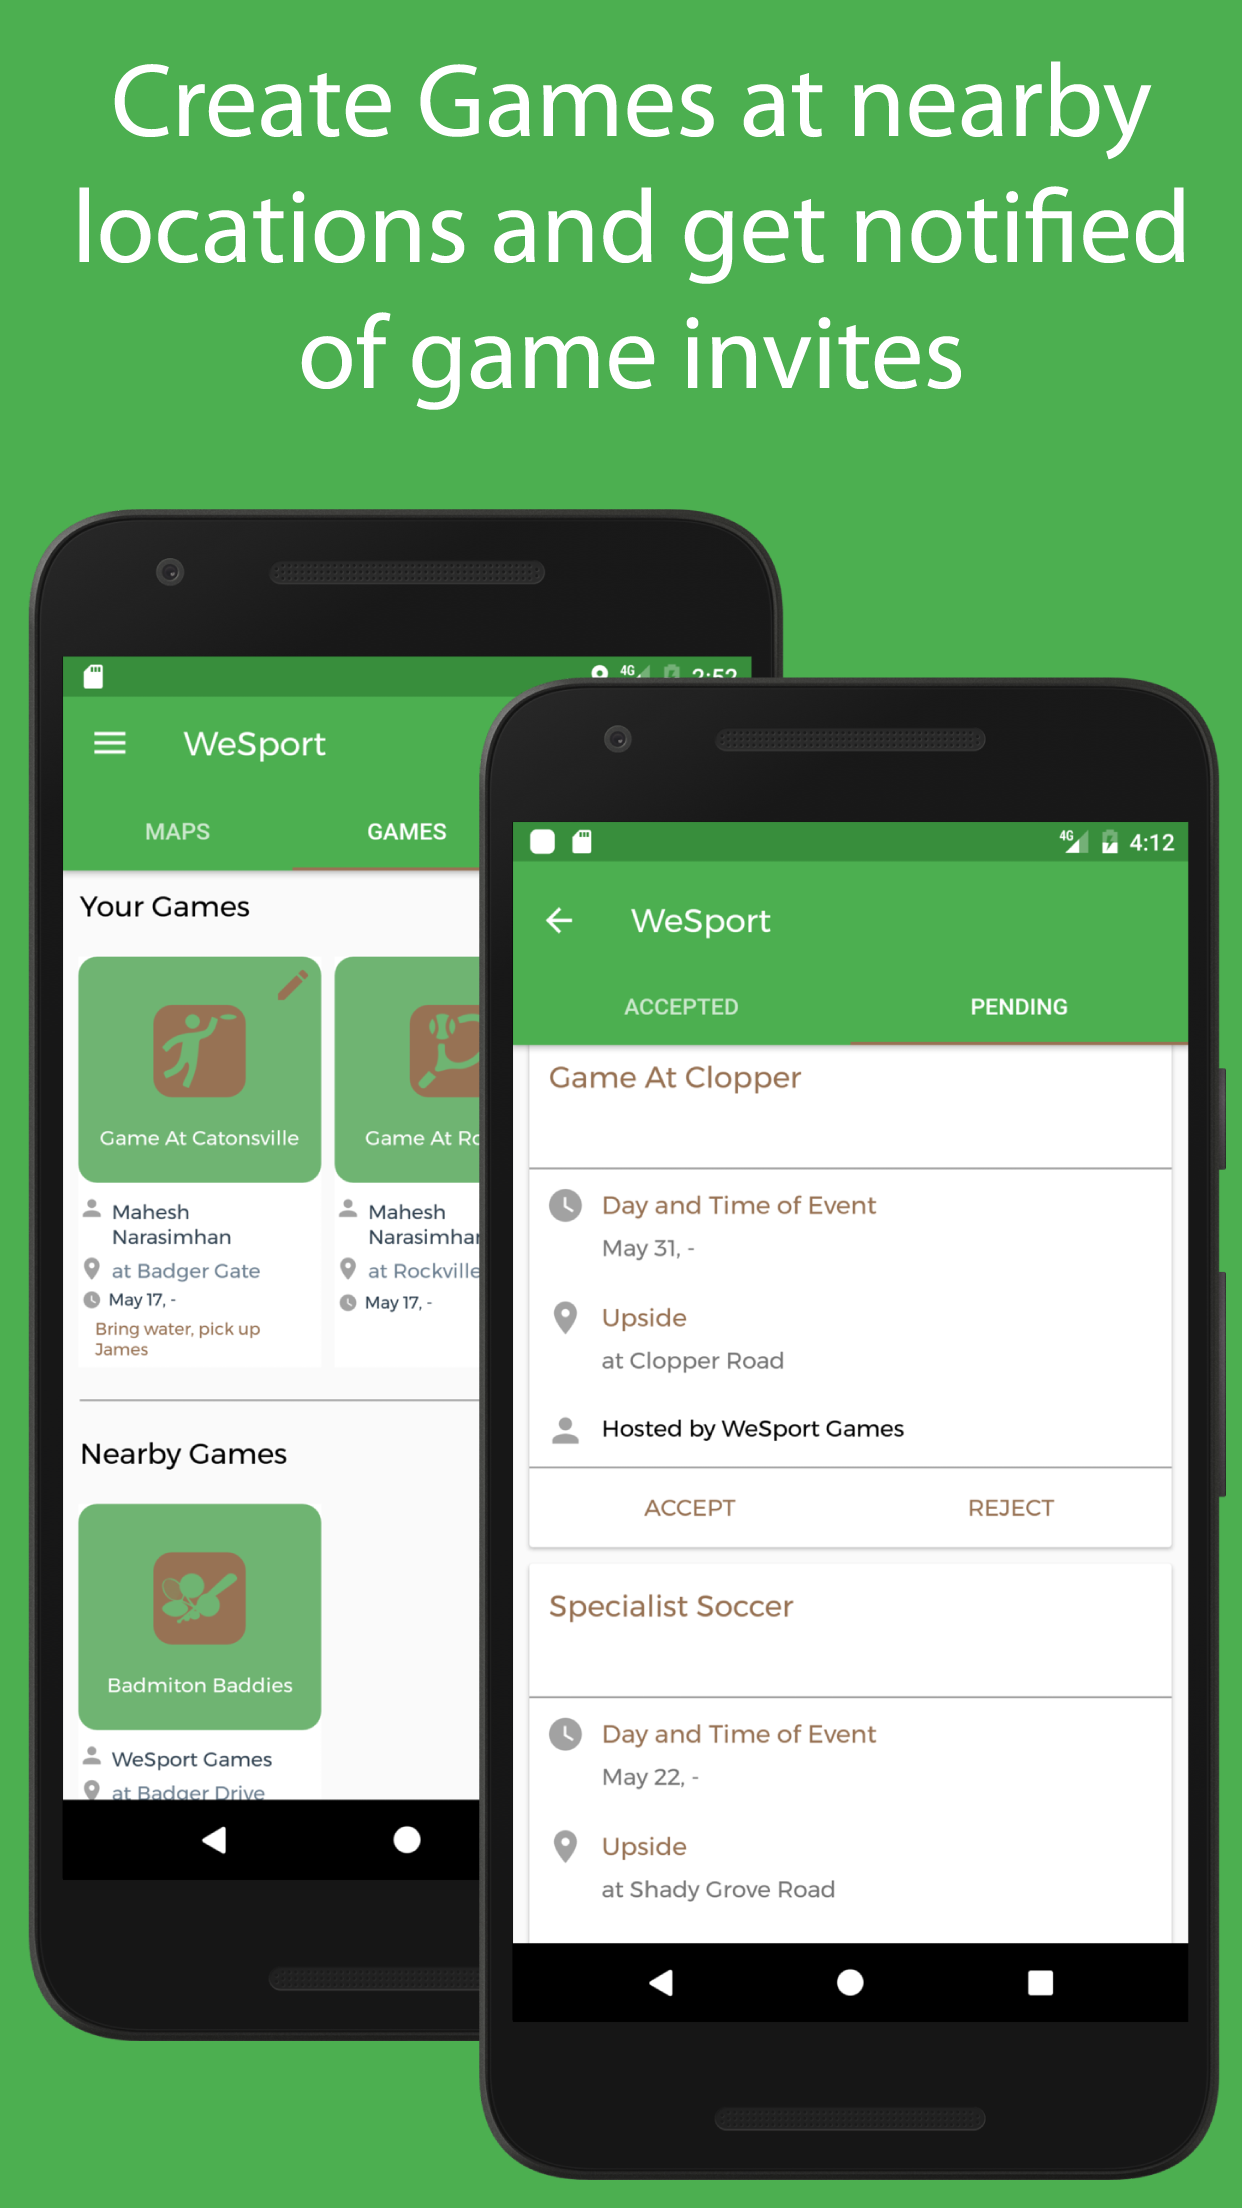 Create Games at nearby
locations and get notified
of game invites
4G 2:52
WeSport
MAPS GAMES
Your Games
Game At Catonsville
Mahesh
Narasimhan
at Badger Gate
May 17, -
Bring water, pick up
James
Game At
Mahesh
at Rockville
May 17, -
Nearby Games
Badmiton Baddies
WeSport Games
at Badger Drive
4G 4:12
WeSport
ACCEPTED PENDING
Game At Clopper
Day and Time of Event
May 31, -
Upside
at Clopper Road
Hosted by WeSport Games
ACCEPT REJECT
Specialist Soccer
Day and Time of Event
May 22, -
Upside
at Shady Grove Road